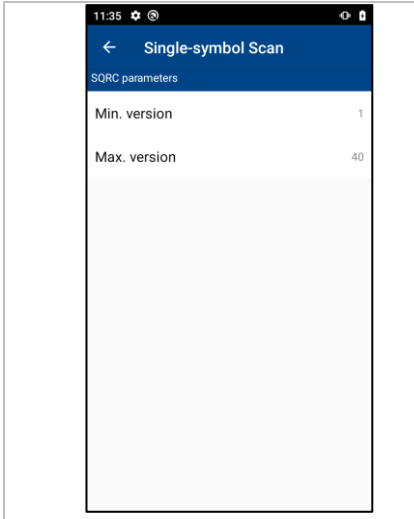 11:35
Single-symbol Scan
SQRC parameters
Min. version 1
Max. version 40